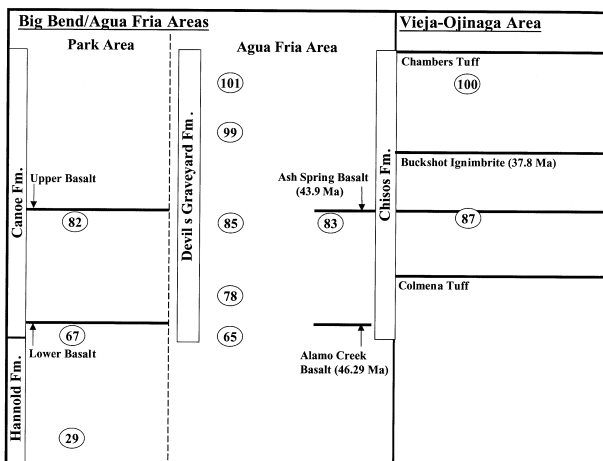 Big Bend/Agua Fria Areas
Vieja-Ojinaga Area
Park Area
Agua Fria Area
Canoe Fm.
Hannold Fm.
Upper Basalt
82
67
Lower Basalt
29
Devil s Graveyard Fm.
101
99
85
78
65
Ash Spring Basalt
(43.9 Ma)
83
Alamo Creek
Basalt (46.29 Ma)
Chisos Fm.
Chambers Tuff
100
Buckshot Ignimbrite (37.8 Ma)
87
Colmena Tuff